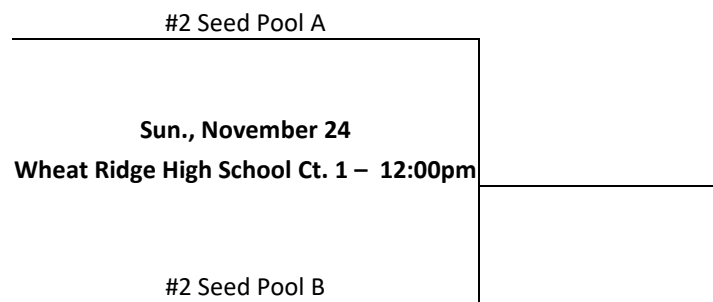 #2 Seed Pool A
Sun., November 24
Wheat Ridge High School Ct. 1 – 12:00pm
#2 Seed Pool B